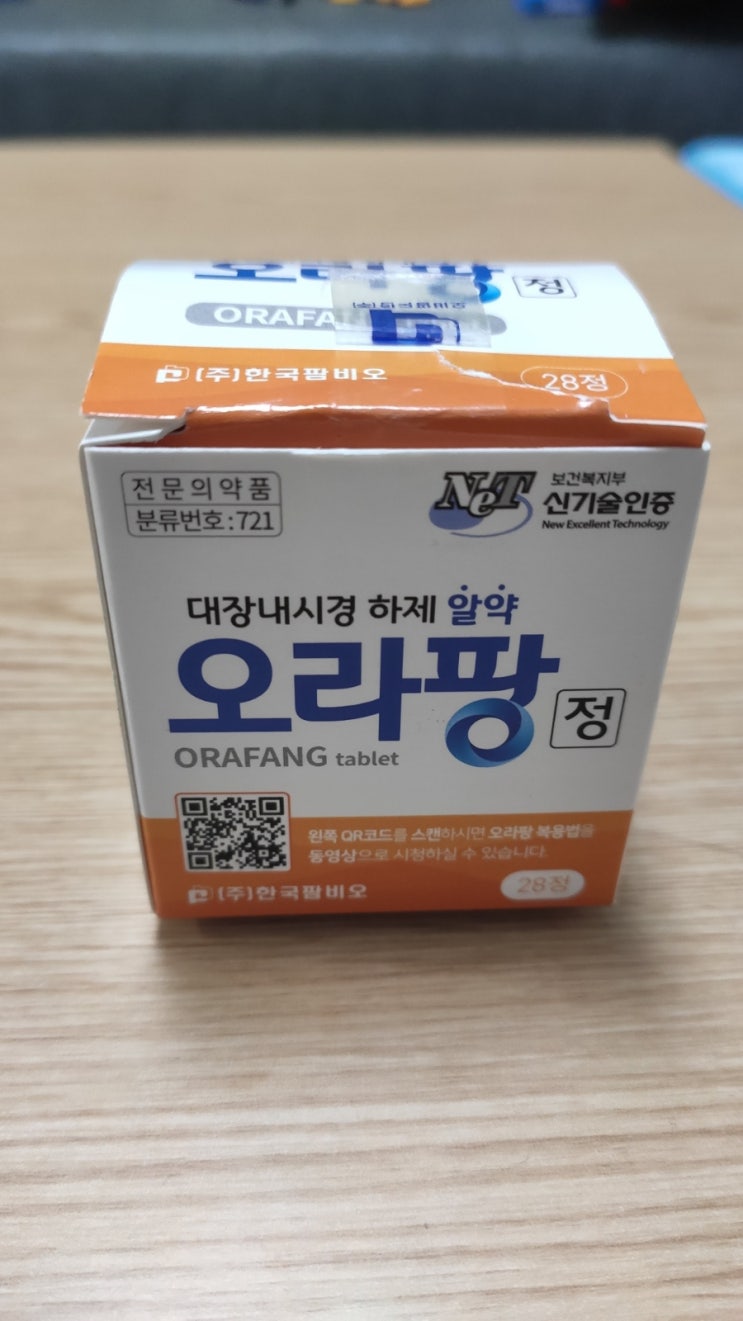 오라팡 정
ORAFA
(주)한국팜비오
28정
전문의약품
분류번호:721
NeT
보건복지부
신기술인증
New Excellent Technology
대장내시경 하제 알약
오라팡 정
ORAFANG tablet
왼쪽 QR코드를 스캔하시면 오라팡 복용법을
동영상으로 시청하실 수 있습니다.
(주)한국팜비오
28정